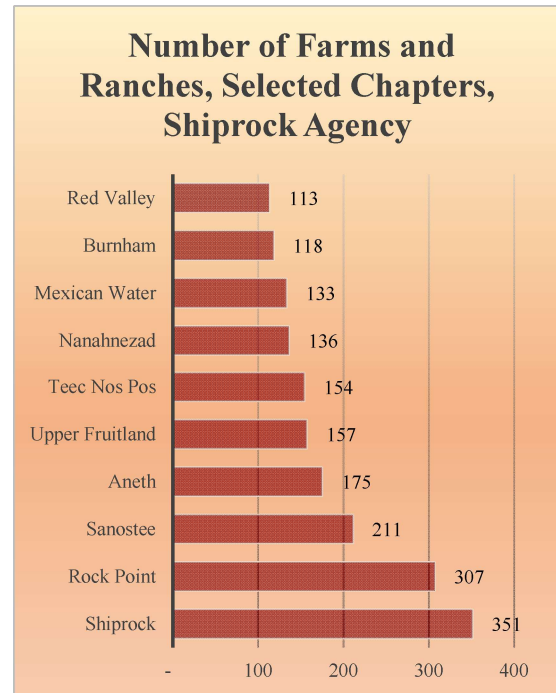 Number of Farms and
Ranches, Selected Chapters,
Shiprock Agency
Red Valley 113
Burnham 118
Mexican Water 133
Nanahnezad 136
Teec Nos Pos 154
Upper Fruitland 157
Aneth 175
Sanostee 211
Rock Point 307
Shiprock 351
- 100 200 300 400